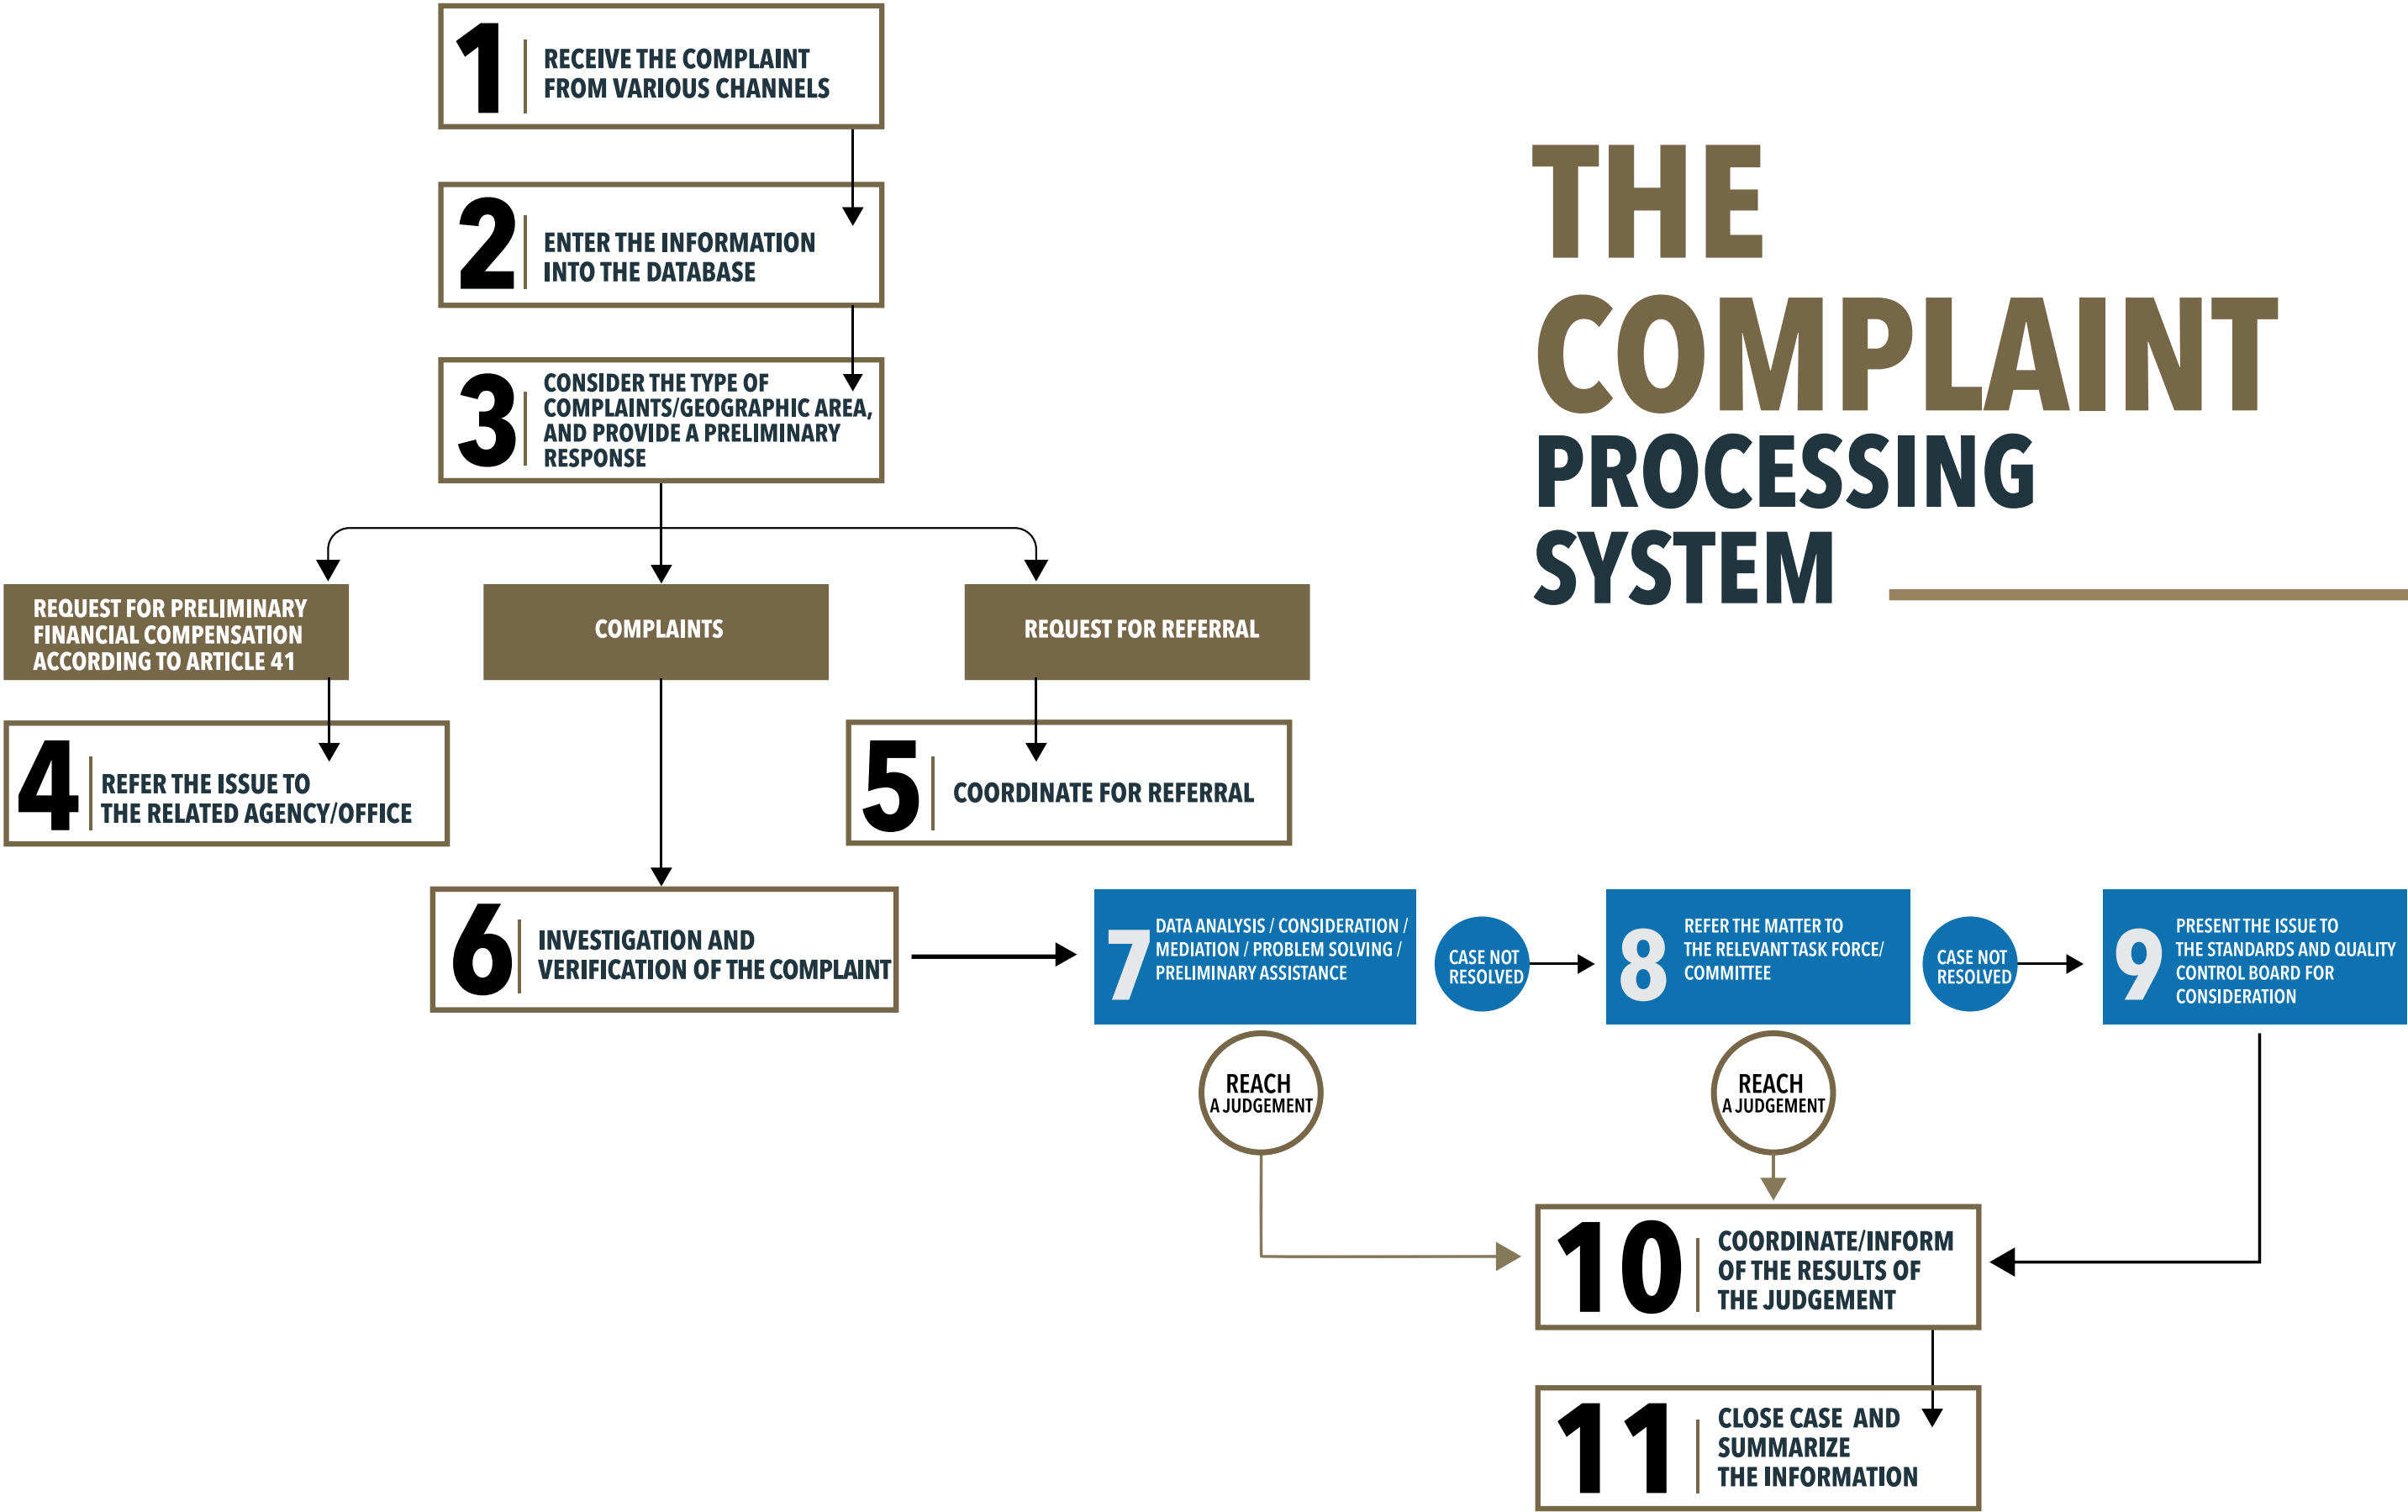 THE
COMPLAINT
PROCESSING
SYSTEM
1
RECEIVE THE COMPLAINT
FROM VARIOUS CHANNELS
2
ENTER THE INFORMATION
INTO THE DATABASE
3
CONSIDER THE TYPE OF
COMPLAINTS/GEOGRAPHIC AREA,
AND PROVIDE A PRELIMINARY
RESPONSE
REQUEST FOR PRELIMINARY
FINANCIAL COMPENSATION
ACCORDING TO ARTICLE 41
COMPLAINTS
REQUEST FOR REFERRAL
4
REFER THE ISSUE TO
THE RELATED AGENCY/OFFICE
5
COORDINATE FOR REFERRAL
6
INVESTIGATION AND
VERIFICATION OF THE COMPLAINT
7
DATA ANALYSIS / CONSIDERATION /
MEDIATION / PROBLEM SOLVING /
PRELIMINARY ASSISTANCE
CASE NOT
RESOLVED
8
REFER THE MATTER TO
THE RELEVANT TASK FORCE/
COMMITTEE
CASE NOT
RESOLVED
9
PRESENT THE ISSUE TO
THE STANDARDS AND QUALITY
CONTROL BOARD FOR
CONSIDERATION
REACH
A JUDGEMENT
REACH
A JUDGEMENT
10
COORDINATE/INFORM
OF THE RESULTS OF
THE JUDGEMENT
11
CLOSE CASE AND
SUMMARIZE
THE INFORMATION